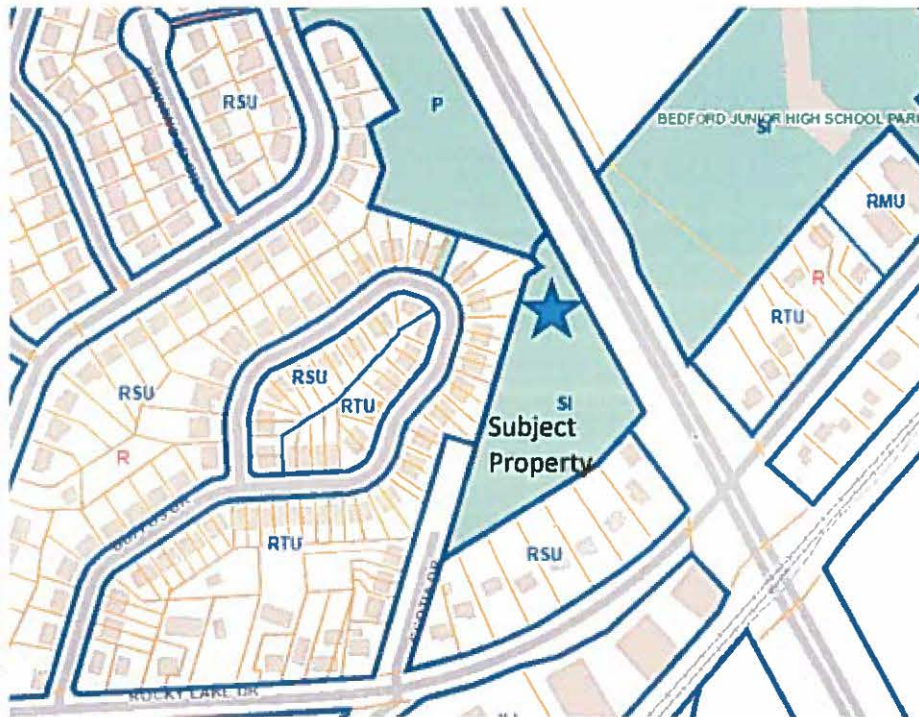 RSU
P
BEDFORD JUNIOR HIGH SCHOOL PARK
SI
RMU
R
RTU
RSU
RTU
RSU
R
SI
Subject
Property
RTU
RSU
ROCKY LAKE DR